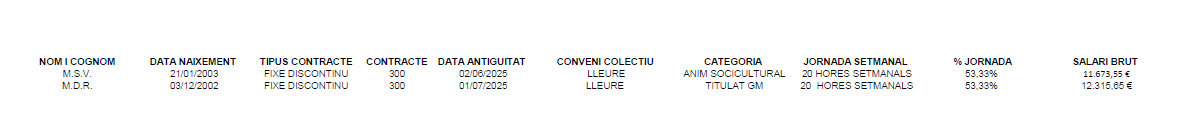 NOM I COGNOM DATA NAIXEMENT TIPUS CONTRACTE CONTRACTE DATA ANTIGUITAT CONVENI COLECTIU CATEGORIA JORNADA SETMANAL % JORNADA SALARI BRUT
M.S.V. 21/01/2003 FIXE DISCONTINU 300 02/06/2025 LLEURE ANIM SOCICULTURAL 20 HORES SETMANALS 53,33% 11.673,55 €
M.D.R. 03/12/2002 FIXE DISCONTINU 300 01/07/2025 LLEURE TITULAT GM 20 HORES SETMANALS 53,33% 12.315,65 €